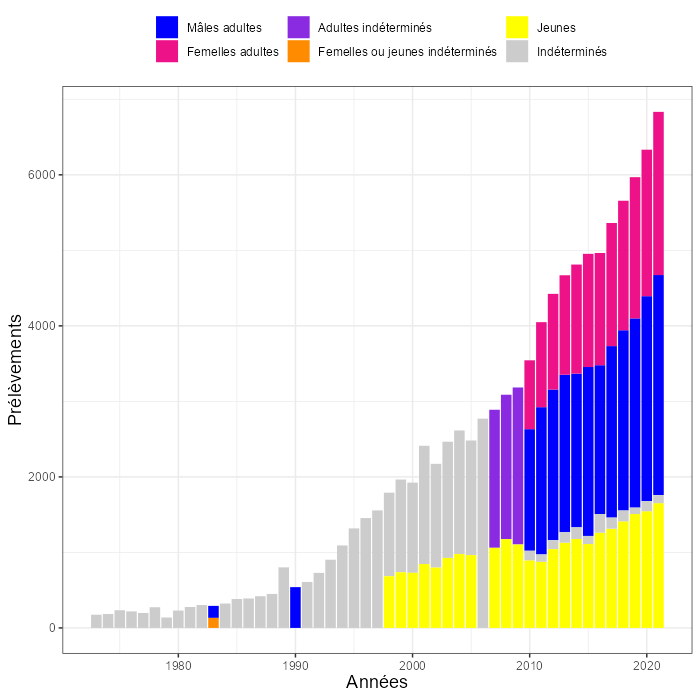 Mâles adultes Adultes indéterminés Jeunes
Femelles adultes Femelles ou jeunes indéterminés Indéterminés
Prélèvements
6000
4000
2000
0
1980 1990 2000 2010 2020
Années